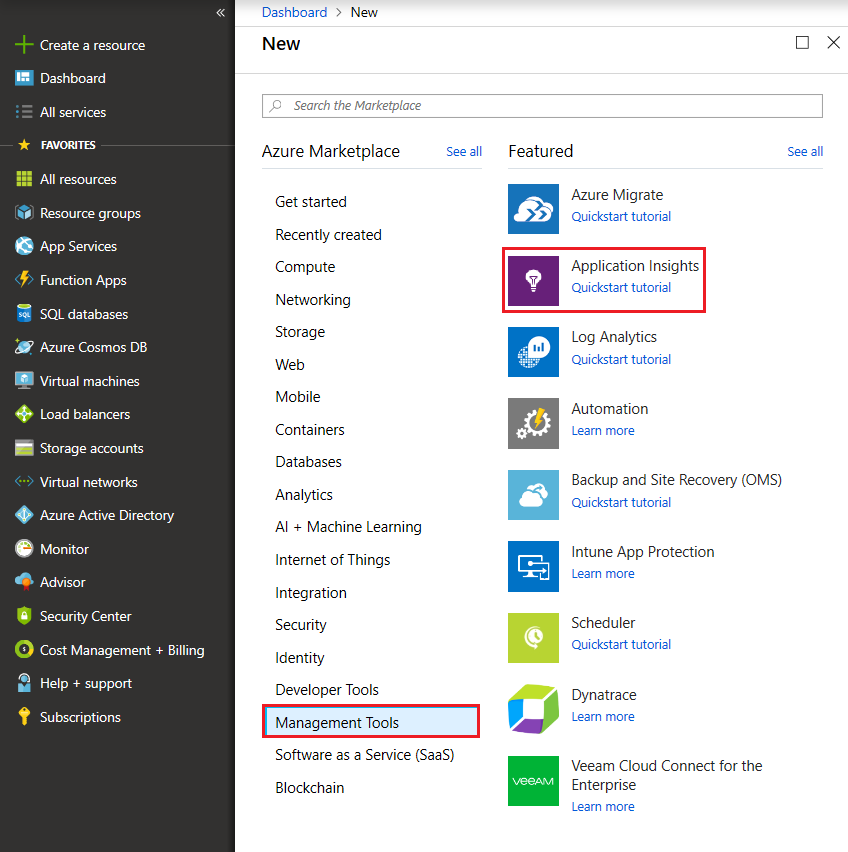 «
Create a resource
Dashboard
All services
FAVORITES
All resources
Resource groups
App Services
Function Apps
SQL
SQL databases
Azure Cosmos DB
Virtual machines
Load balancers
Storage accounts
Virtual networks
Azure Active Directory
Monitor
Advisor
Security Center
Cost Management + Billing
Help + support
Subscriptions
Dashboard > New
New
Search the Marketplace
Azure Marketplace See all
Get started
Recently created
Compute
Networking
Storage
Web
Mobile
Containers
Databases
Analytics
AI + Machine Learning
Internet of Things
Integration
Security
Identity
Developer Tools
Management Tools
Software as a Service (SaaS)
Blockchain
Featured See all
Azure Migrate
Quickstart tutorial
Application Insights
Quickstart tutorial
Log Analytics
Quickstart tutorial
Automation
Learn more
Backup and Site Recovery (OMS)
Quickstart tutorial
Intune App Protection
Learn more
Scheduler
Quickstart tutorial
Dynatrace
Learn more
veeam
Veeam Cloud Connect for the
Enterprise
Learn more